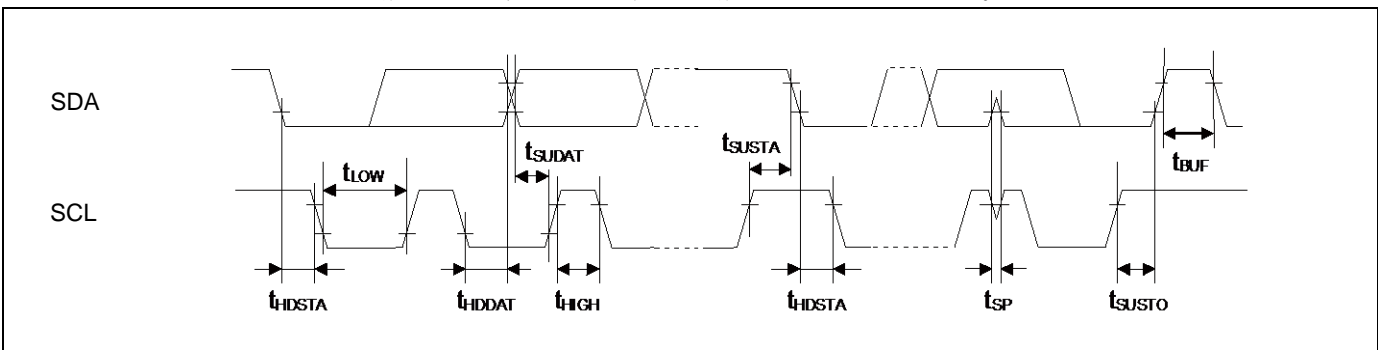 SDA
tSUDAT
tSUSTA
tBUF
tLOW
SCL
tHDSTA
tHDDAT
tHIGH
tHDSTA
tSP
tSUSTO